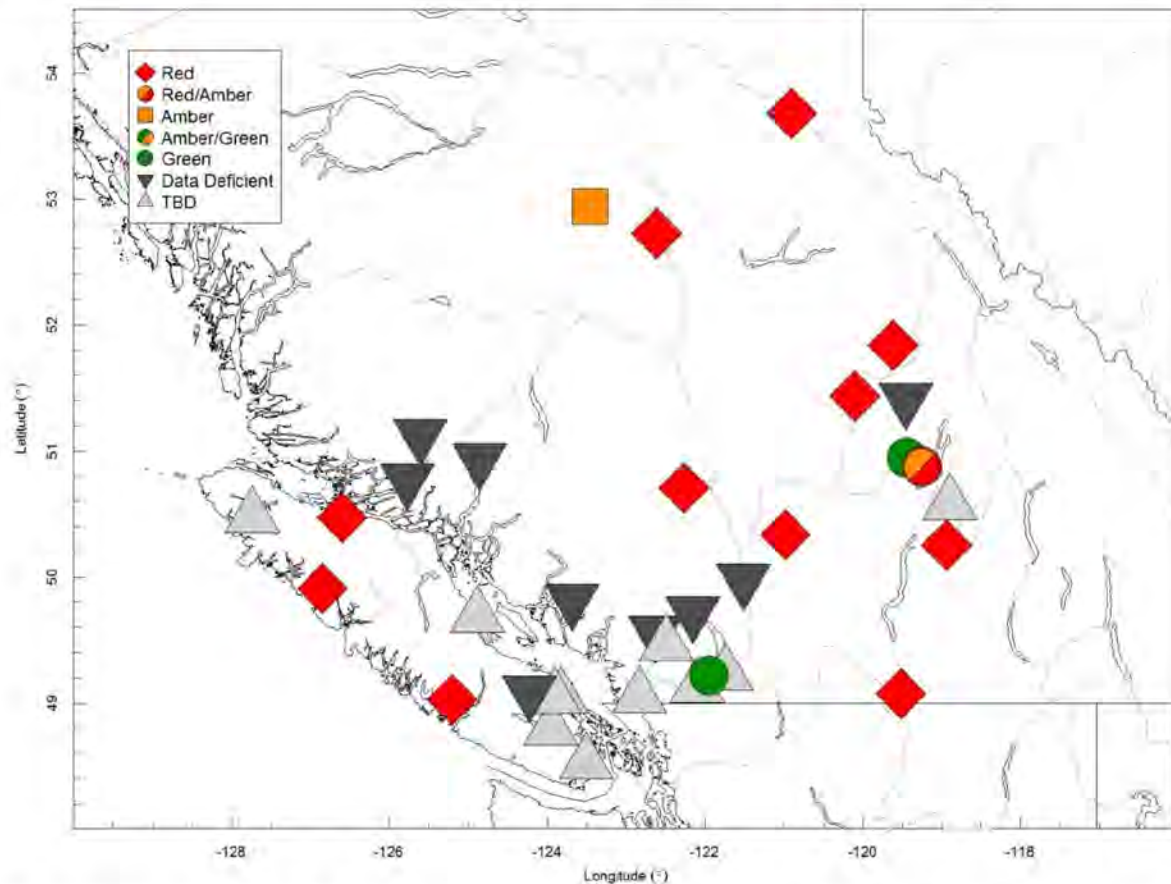 Red
Red/Amber
Amber
Amber/Green
Green
Data Deficient
TBD
54
53
52
51
50
49
Latitude (°)
-128 -126 -124 -122 -120 -118
Longitude (°)